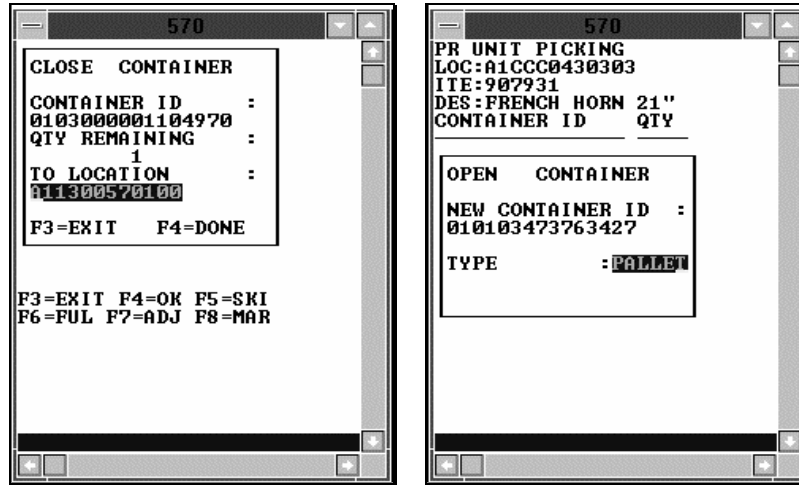 570
CLOSE CONTAINER
CONTAINER ID :
0103000001104970
QTY REMAINING :
1
TO LOCATION :
A11300570100
F3=EXIT F4=DONE
F3=EXIT F4=OK F5=SKI
F6=FUL F7=ADJ F8=MAR
570
PR UNIT PICKING
LOC:A1CCC0430303
ITE:907931
DES:FRENCH HORN 21"
CONTAINER ID QTY
OPEN CONTAINER
NEW CONTAINER ID :
010103473763427
TYPE :PALLET